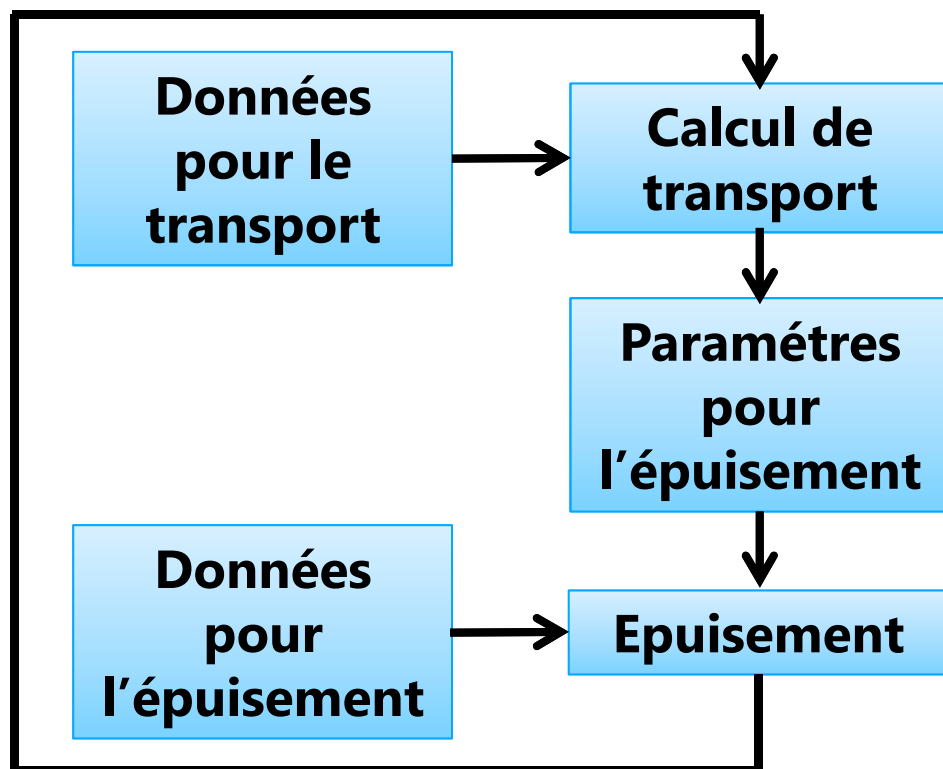 Données
pour le
transport
Calcul de
transport
Paramétres
pour
l’épuisement
Données
pour
l’épuisement
Epuisement